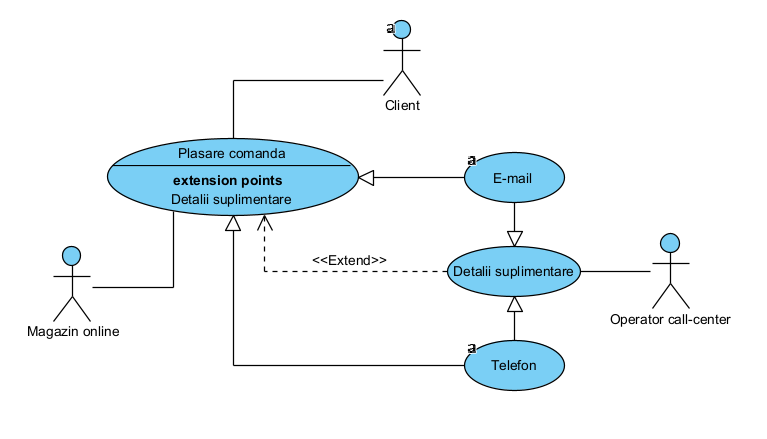 a
Client
Plasare comanda
extension points
Detalii suplimentare
a
E-mail
<<Extend>>
Detalii suplimentare
Magazin online
Operator call-center
a
Telefon